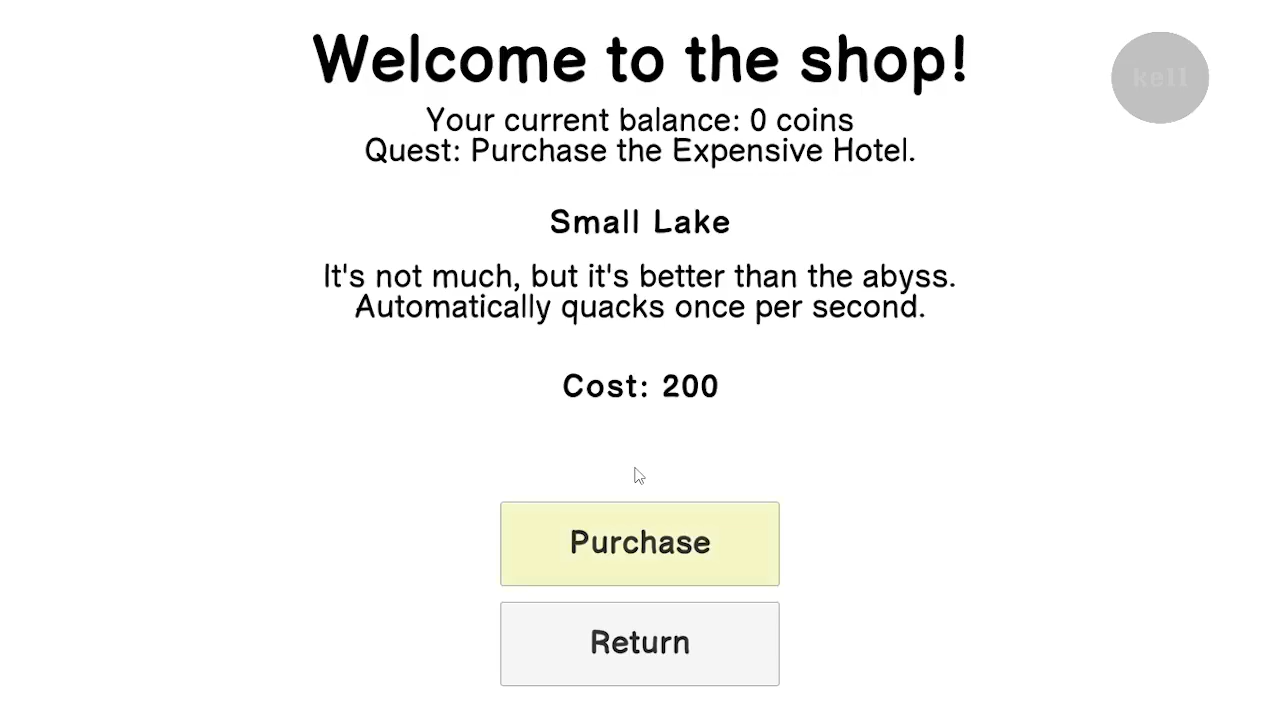 Welcome to the shop!
kell
Your current balance: 0 coins
Quest: Purchase the Expensive Hotel.
Small Lake
It's not much, but it's better than the abyss.
Automatically quacks once per second.
Cost: 200
Purchase
Return